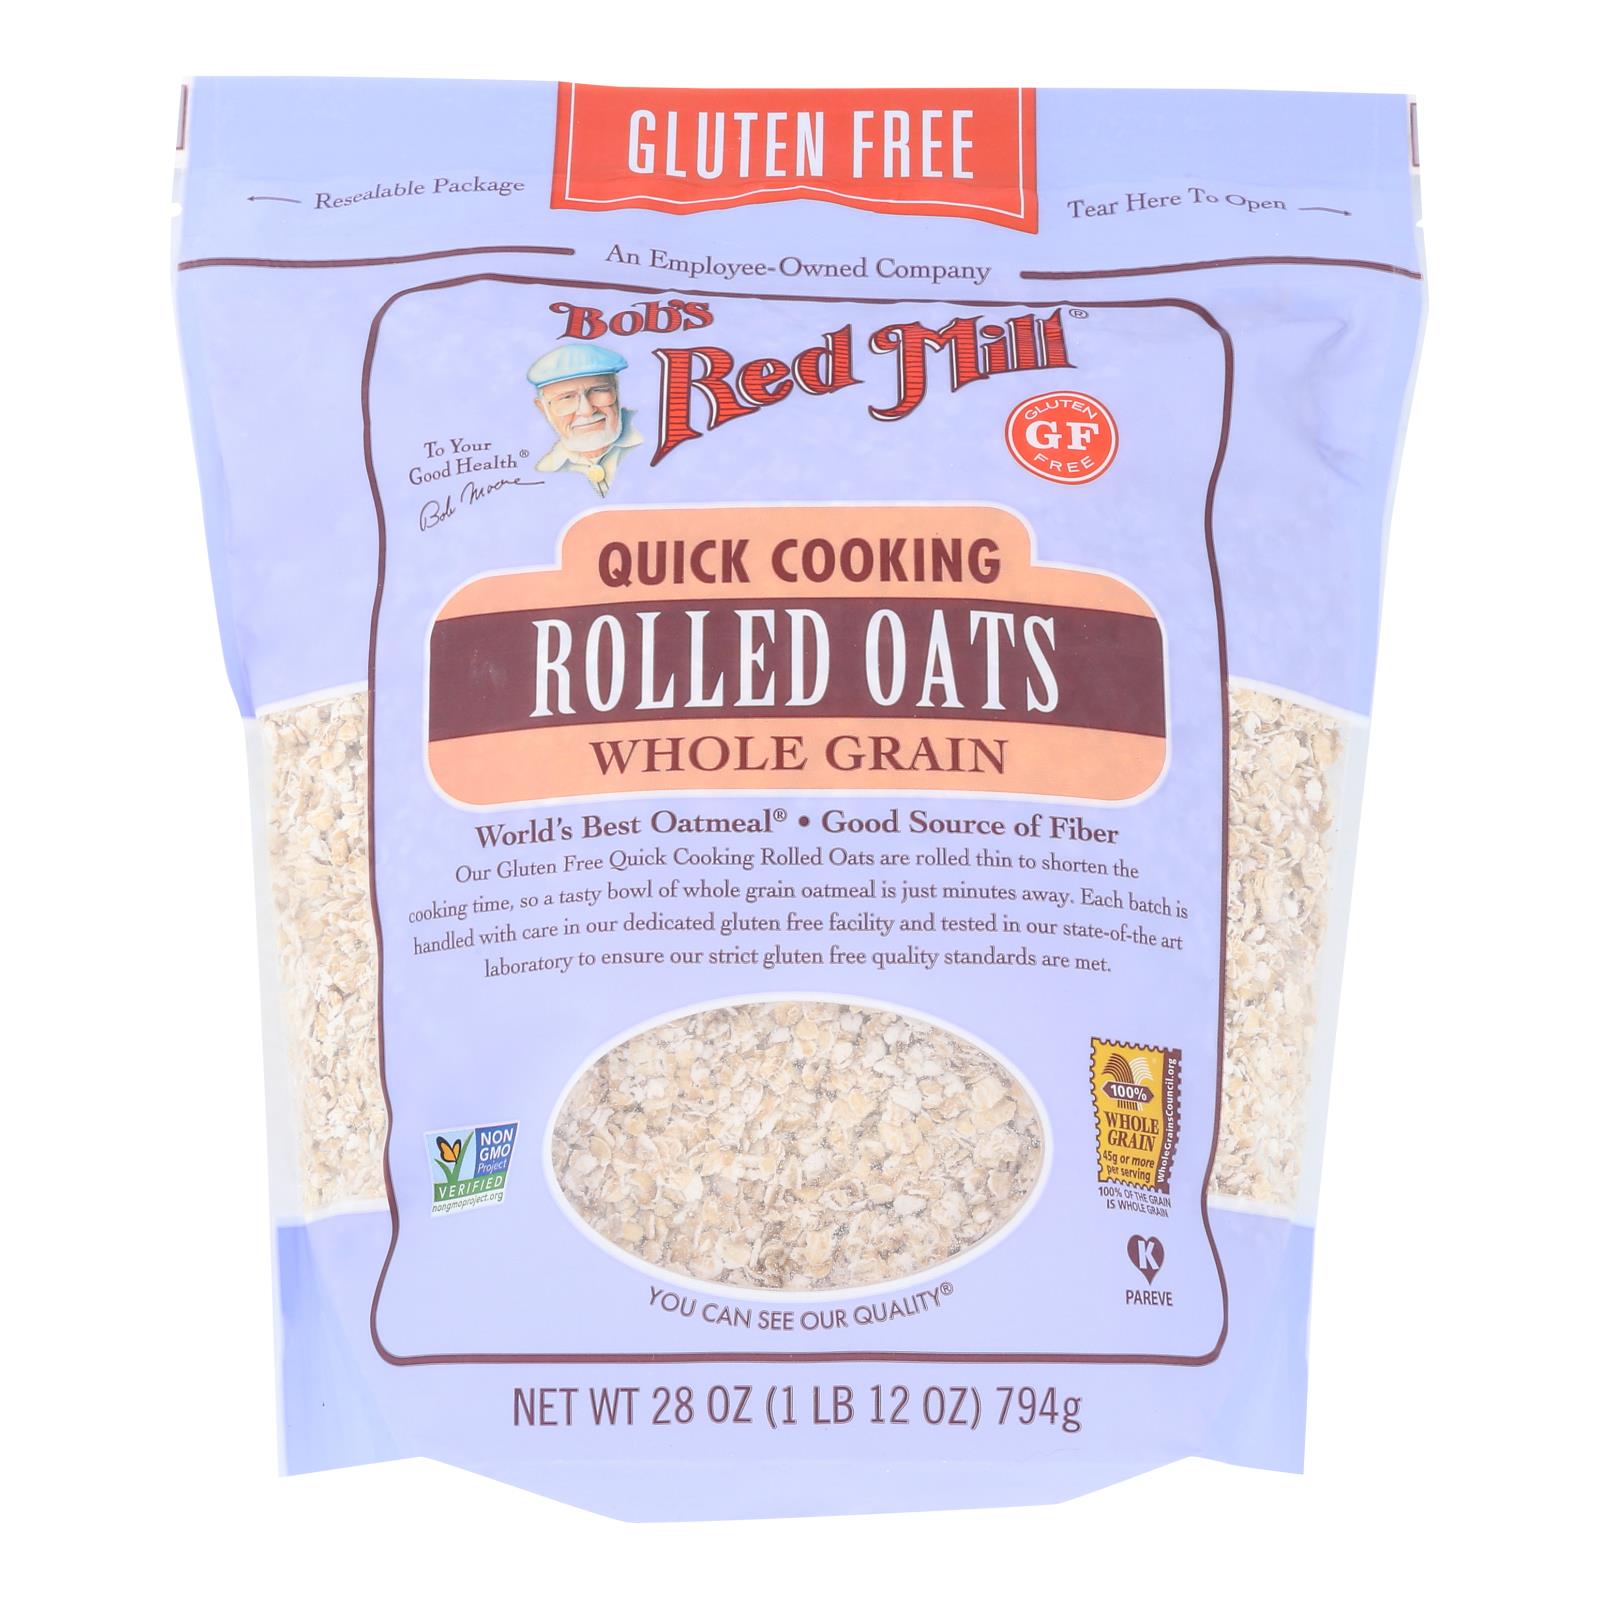 GLUTEN FREE
← Resealable Package
Tear Here To Open →
An Employee-Owned Company
Bob's
Red Mill®
To Your
Good Health®
Bob Moore
GLUTEN
GF
FREE
QUICK COOKING
ROLLED OATS
WHOLE GRAIN
World's Best Oatmeal® • Good Source of Fiber
Our Gluten Free Quick Cooking Rolled Oats are rolled thin to shorten the
cooking time, so a tasty bowl of whole grain oatmeal is just minutes away. Each batch is
handled with care in our dedicated gluten free facility and tested in our state-of-the art
laboratory to ensure our strict gluten free quality standards are met.
NON
GMO
Project
VERIFIED
nongmoproject.org
100%
WHOLE
GRAIN
45g or more
per serving
WholeGrainsCouncil.org
100% OF THE GRAIN
IS WHOLE GRAIN
K
PAREVE
YOU CAN SEE OUR QUALITY®
NET WT 28 OZ (1 LB 12 OZ) 794g